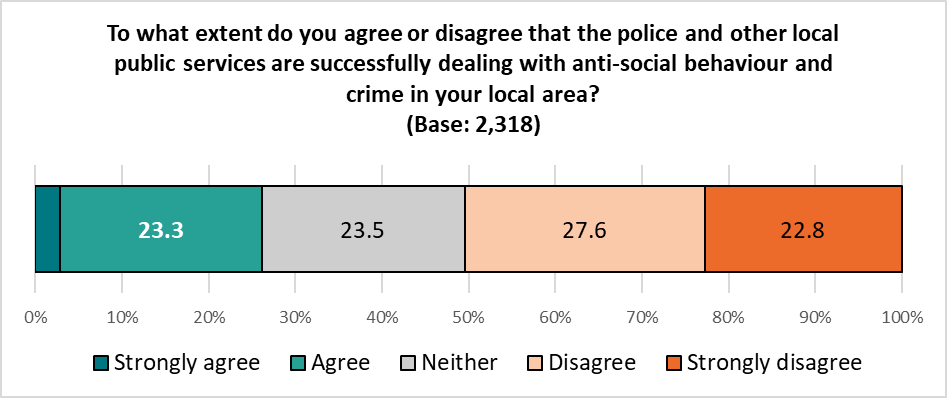 To what extent do you agree or disagree that the police and other local
public services are successfully dealing with anti-social behaviour and
crime in your local area?
(Base: 2,318)
23.3 23.5 27.6 22.8
0% 10% 20% 30% 40% 50% 60% 70% 80% 90% 100%
Strongly agree Agree Neither Disagree Strongly disagree